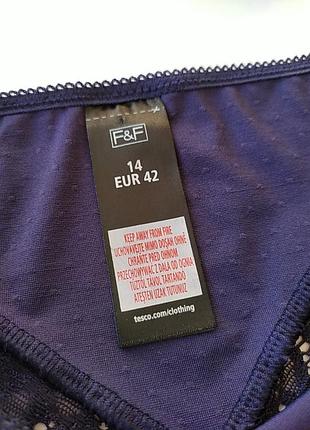 F&F
14
EUR 42
KEEP AWAY FROM FIRE
UCHOVÁVEJTE MIMO DOSAH OHNĚ
CHRÁŇTE PRED OHŇOM
PRZECHOWYWAĆ Z DALA OD OGNIA
TŰZTŐL TÁVOL TARTANDÓ
ATEŞTEN UZAK TUTUNUZ
tesco.com/clothing